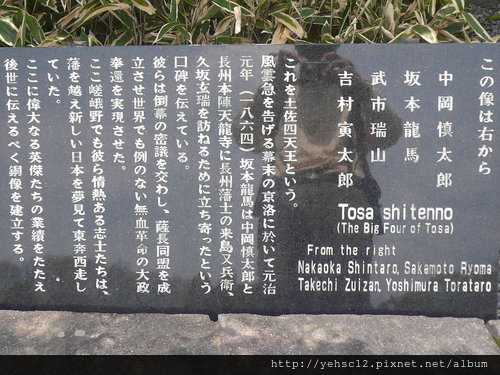 この像は右から
中岡慎太郎
坂本龍馬
武市瑞山
吉村寅太郎
これを土佐四天王という。
風雲急を告げる幕末の京洛に於いて元治
元年（一八六四）坂本龍馬は中岡慎太郎と
長州本陣天龍寺に長州藩士の来島又兵衛、
久坂玄瑞を訪ねるために立ち寄ったという
口碑を伝えている。
彼らは倒幕の密議を交わし、薩長同盟を成
立させ世界でも例のない無血革命の大政
奉還を実現させた。
ここ嵯峨野でも彼ら情熱ある志士たちは、
藩を越え新しい日本を夢見て東奔西走し
ていた。
ここに偉大なる英傑たちの業績をたたえ
後世に伝えるべく銅像を建立する。
Tosa shitenno
(The Big Four of Tosa)
From the right
Nakaoka Shintaro, Sakamoto Ryoma
Takechi Zuizan, Yoshimura Torataro
http://yehsc12.pixnet.net/album